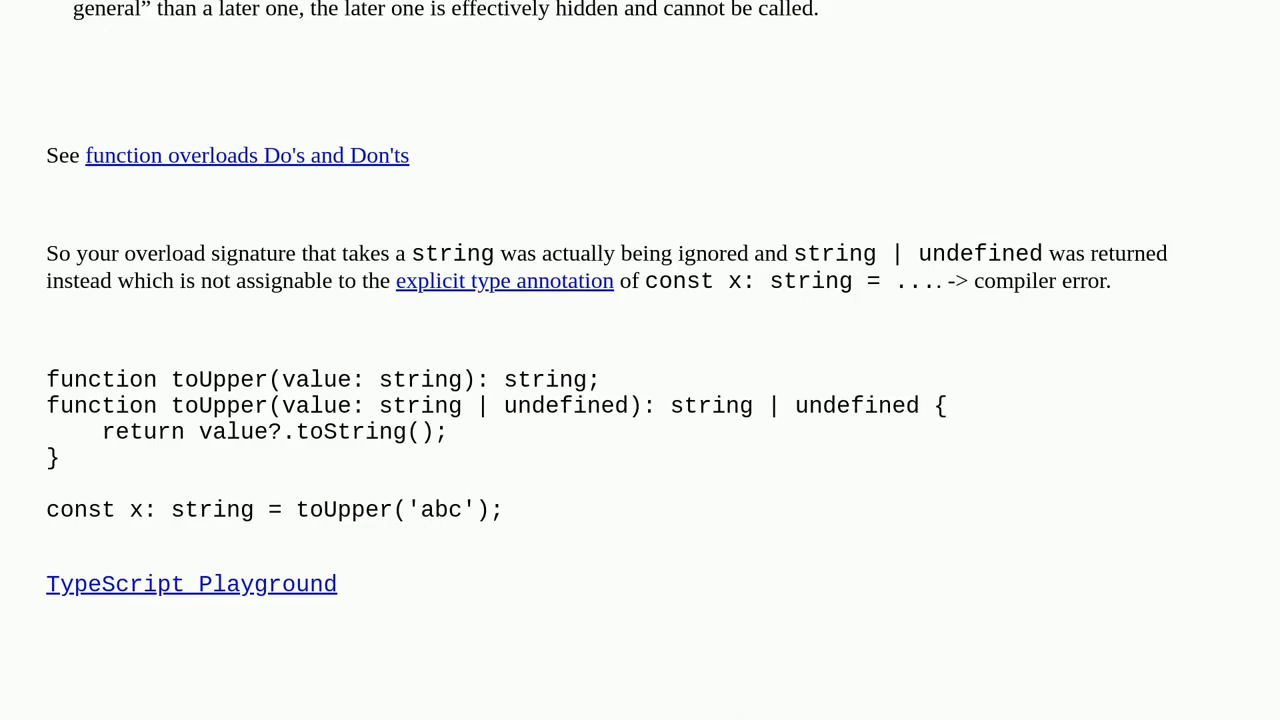 general” than a later one, the later one is effectively hidden and cannot be called.
See function overloads Do's and Don'ts
So your overload signature that takes a string was actually being ignored and string | undefined was returned
instead which is not assignable to the explicit type annotation of const x: string = .... -> compiler error.
function toUpper(value: string): string;
function toUpper(value: string | undefined): string | undefined {
    return value?.toString();
}
const x: string = toUpper('abc');
TypeScript Playground